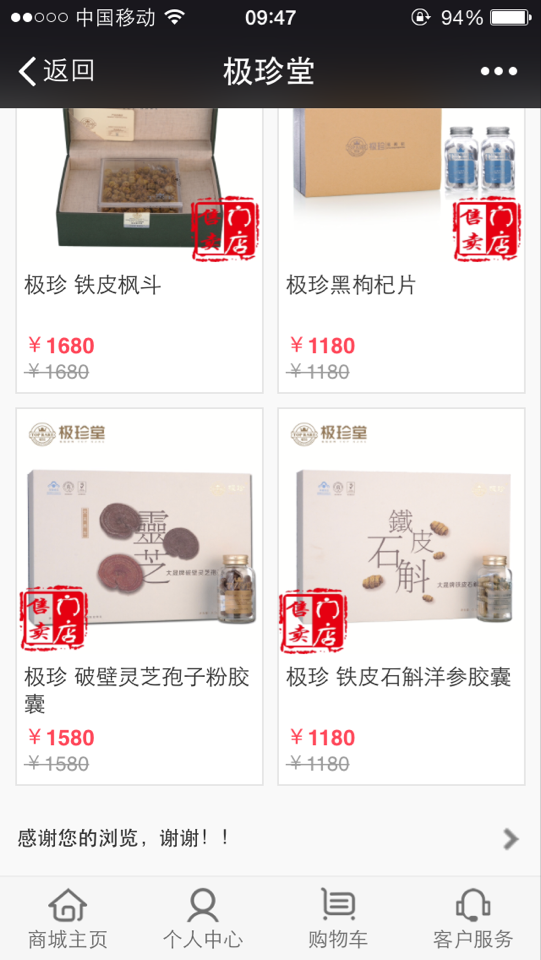 中国移动 09:47 94%
返回 极珍堂
门店售卖
门店售卖
极珍 铁皮枫斗
极珍黑枸杞片
￥1680
￥1680
￥1180
￥1180
极珍堂
极珍堂
靈芝
鐵皮石斛
门店售卖
门店售卖
极珍 破壁灵芝孢子粉胶囊
极珍 铁皮石斛洋参胶囊
￥1580
￥1580
￥1180
￥1180
感谢您的浏览，谢谢！！
商城主页 个人中心 购物车 客户服务